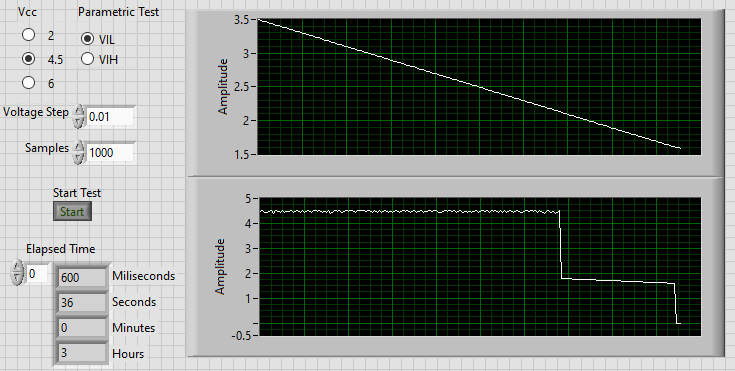 Vcc
Parametric Test
2
4.5
6
VIL
VIH
Voltage Step
0.01
Samples
1000
Start Test
Start
Elapsed Time
0
600 Miliseconds
36 Seconds
0 Minutes
3 Hours
Amplitude
3.5
3
2.5
2
1.5
Amplitude
5
4
3
2
1
-0.5